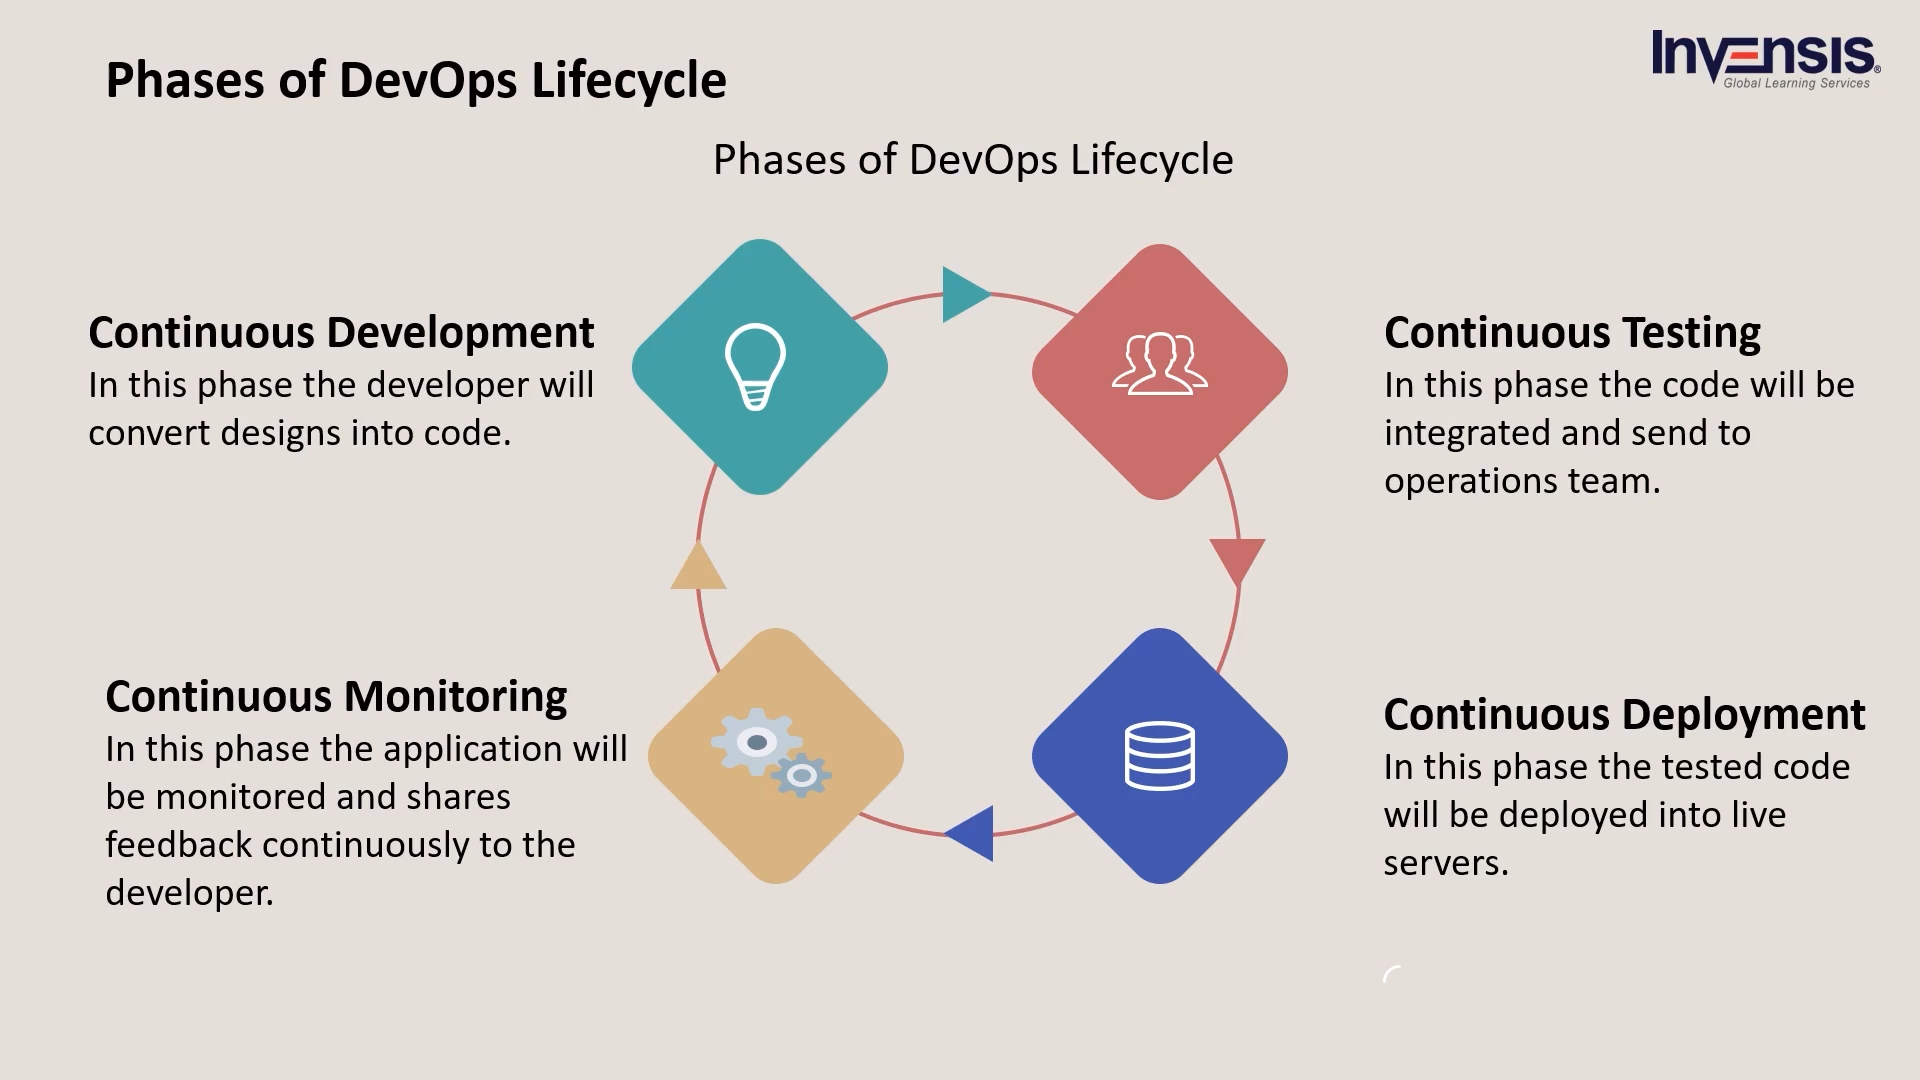 Phases of DevOps Lifecycle
Invensis®
Global Learning Services
Phases of DevOps Lifecycle
Continuous Development
In this phase the developer will
convert designs into code.
Continuous Testing
In this phase the code will be
integrated and send to
operations team.
Continuous Monitoring
In this phase the application will
be monitored and shares
feedback continuously to the
developer.
Continuous Deployment
In this phase the tested code
will be deployed into live
servers.